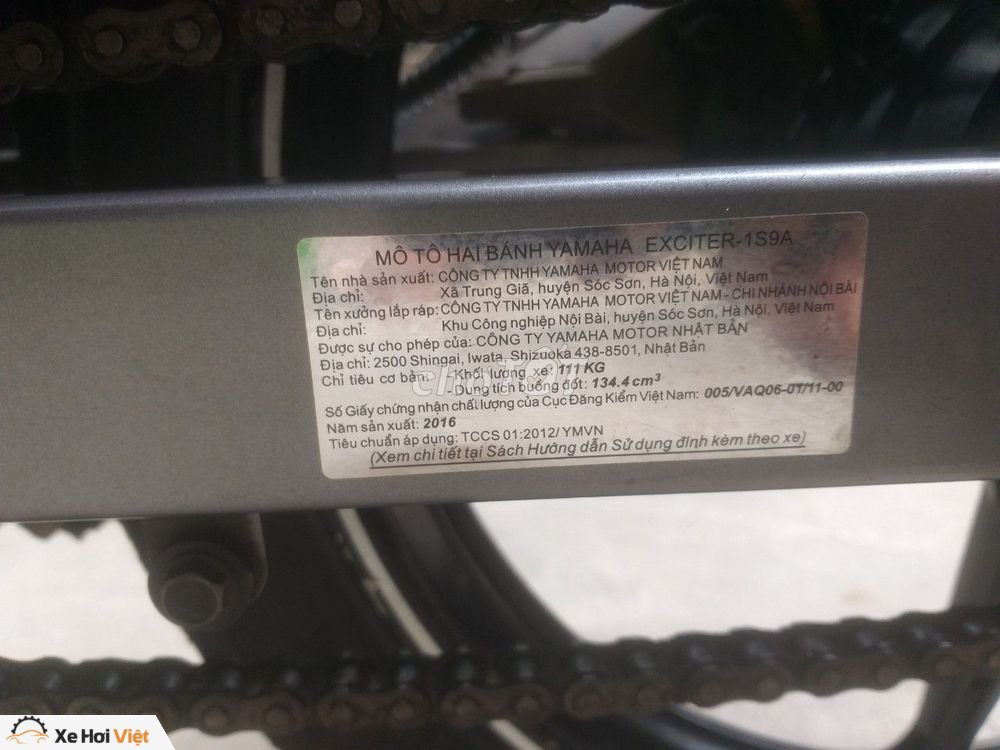 MÔ TÔ HAI BÁNH YAMAHA EXCITER-1S9A
Tên nhà sản xuất: CÔNG TY TNHH YAMAHA MOTOR VIỆT NAM
Địa chỉ: Xã Trung Giã, huyện Sóc Sơn, Hà Nội, Việt Nam
Tên xưởng lắp ráp: CÔNG TY TNHH YAMAHA MOTOR VIỆT NAM - CHI NHÁNH NỘI BÀI
Địa chỉ: Khu Công nghiệp Nội Bài, huyện Sóc Sơn, Hà Nội, Việt Nam
Được sự cho phép của: CÔNG TY YAMAHA MOTOR NHẬT BẢN
Địa chỉ: 2500 Shingai, Iwata, Shizuoka 438-8501, Nhật Bản
Chỉ tiêu cơ bản: -Khối lượng xe: 111 KG
-Dung tích buồng đốt: 134.4 cm³
Số Giấy chứng nhận chất lượng của Cục Đăng Kiểm Việt Nam: 005/VAQ06-01/11-00
Năm sản xuất: 2016
Tiêu chuẩn áp dụng: TCCS 01:2012/ YMVN
(Xem chi tiết tại Sách Hướng dẫn Sử dụng đính kèm theo xe)
chợTỐT
Xe Hơi Việt